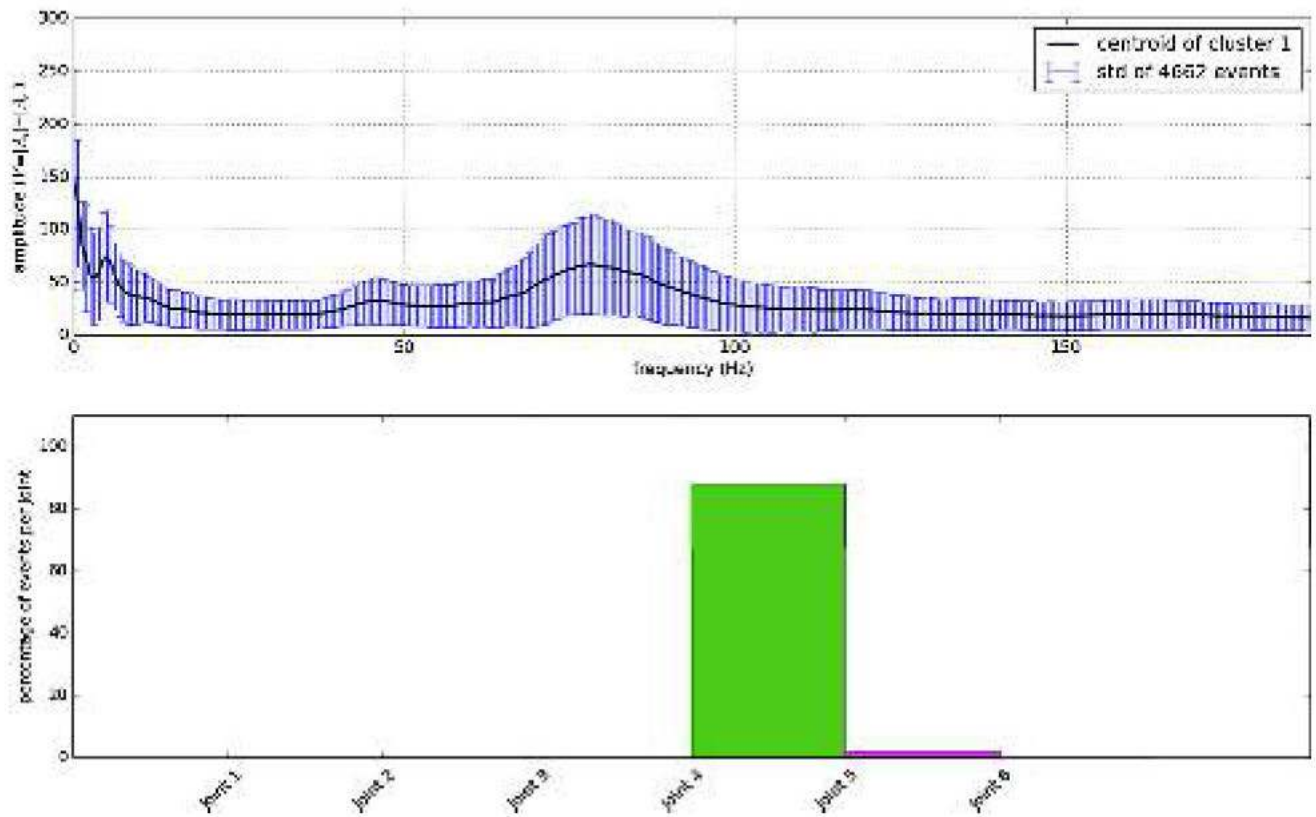 300
250
200
150
100
50
0
amplitude
centroid of cluster 1
std of 4662 events
0
50
100
150
frequency (Hz)
100
80
60
40
20
0
percentage of events per joint
joint 1
joint 2
joint 3
joint 4
joint 5
joint 6